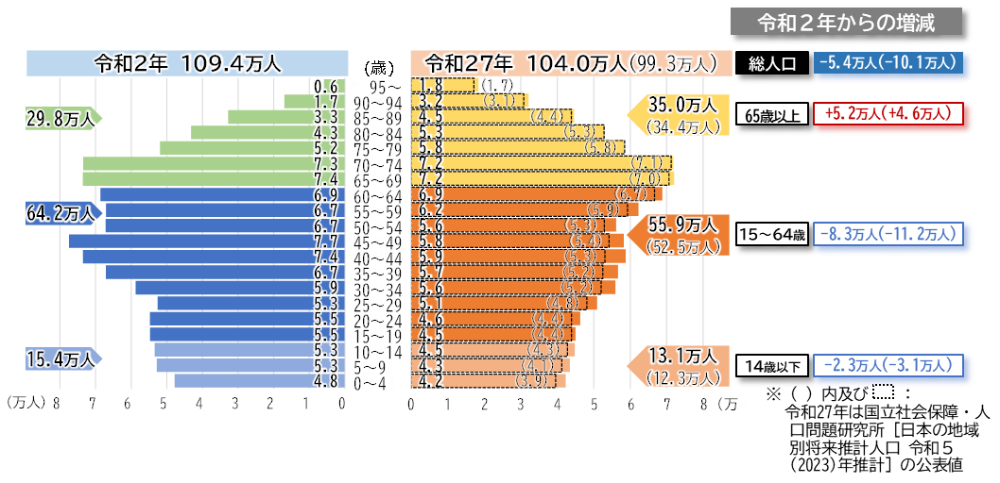 令和２年からの増減
令和2年 109.4万人
(歳)
令和27年 104.0万人(99.3万人)
総人口 -5.4万人(-10.1万人)
0.6 95～ 1.8 (1.7)
1.7 90～94 3.2 (3.1)
3.3 85～89 4.5 (4.4)
4.3 80～84 5.3 (5.3)
5.2 75～79 5.8 (5.8)
7.3 70～74 7.2 (7.1)
7.4 65～69 7.2 (7.0)
6.9 60～64 6.9 (6.7)
6.7 55～59 6.2 (5.9)
6.7 50～54 5.6 (5.3)
7.7 45～49 5.8 (5.4)
7.4 40～44 5.9 (5.3)
6.7 35～39 5.7 (5.2)
5.9 30～34 5.6 (5.2)
5.3 25～29 5.1 (4.8)
5.5 20～24 4.6 (4.4)
5.5 15～19 4.5 (4.4)
5.3 10～14 4.5 (4.3)
5.3 5～9 4.3 (4.1)
4.8 0～4 4.2 (3.9)
29.8万人
64.2万人
15.4万人
35.0万人
(34.4万人)
65歳以上 +5.2万人(+4.6万人)
55.9万人
(52.5万人)
15～64歳 -8.3万人(-11.2万人)
13.1万人
(12.3万人)
14歳以下 -2.3万人(-3.1万人)
(万人) 8 7 6 5 4 3 2 1 0
0 1 2 3 4 5 6 7 8 (万
※（ ）内及び ：
令和27年は国立社会保障・人
口問題研究所［日本の地域
別将来推計人口 令和５
(2023)年推計］の公表値